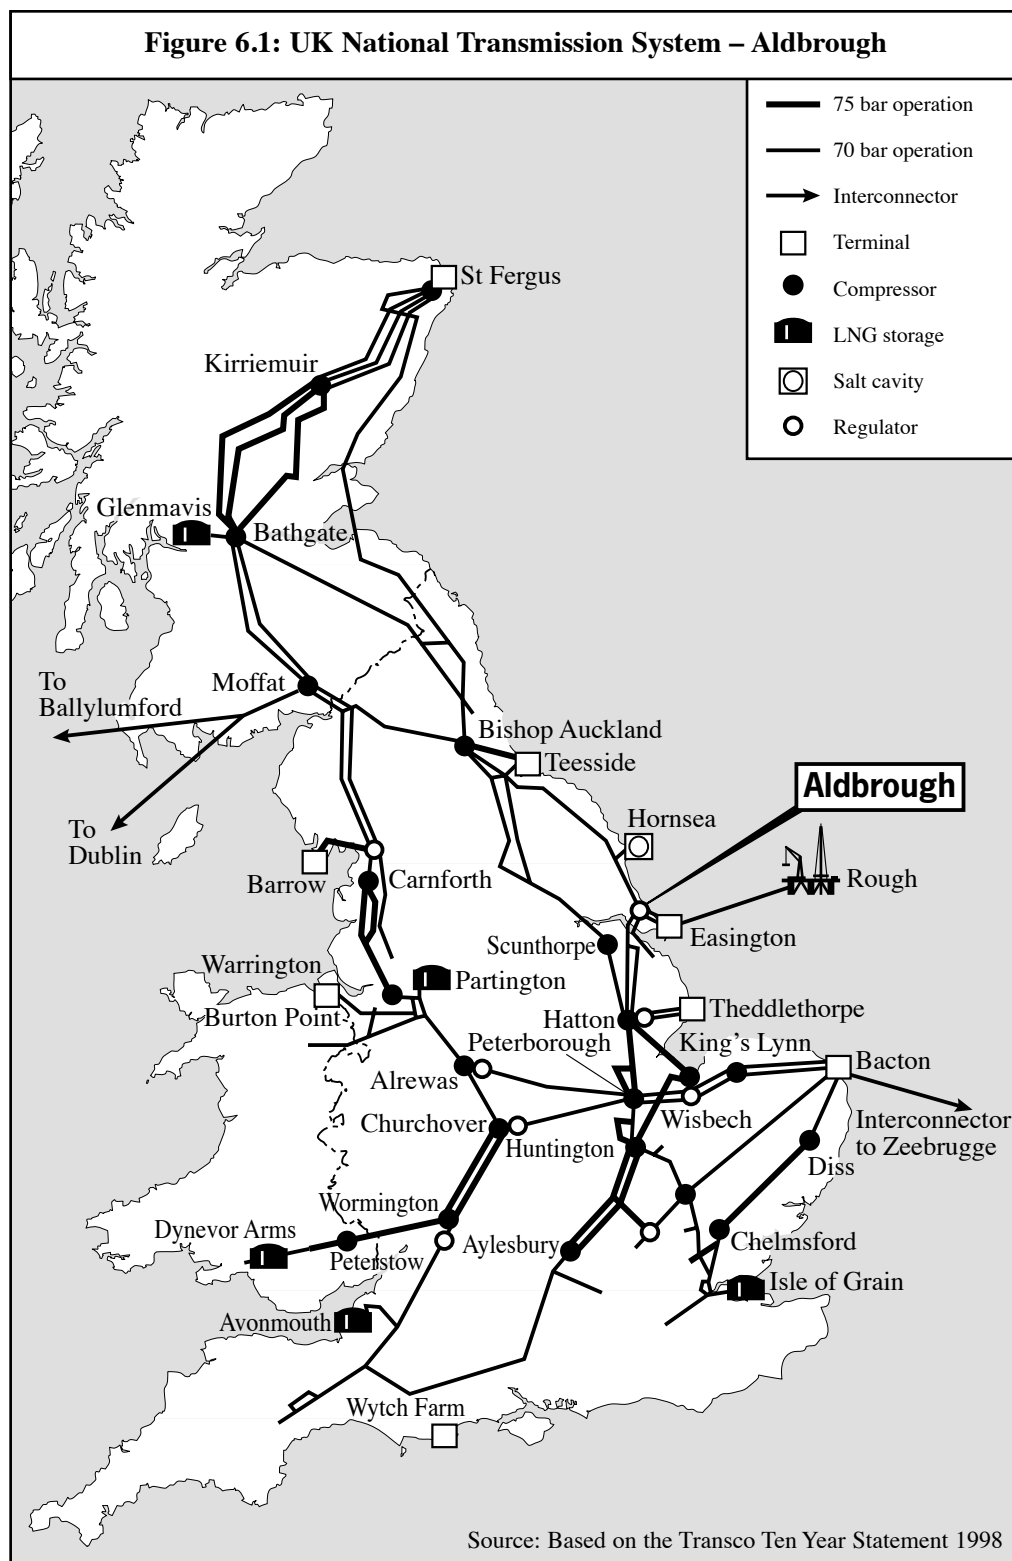 Figure 6.1: UK National Transmission System – Aldbrough
75 bar operation
70 bar operation
Interconnector
Terminal
Compressor
LNG storage
Salt cavity
Regulator
St Fergus
Kirriemuir
Glenmavis
Bathgate
Moffat
To
Ballylumford
To
Dublin
Bishop Auckland
Teesside
Aldbrough
Hornsea
Rough
Easington
Barrow
Carnforth
Scunthorpe
Warrington
Partington
Burton Point
Hatton
Theddlethorpe
Peterborough
King's Lynn
Bacton
Alrewas
Wisbech
Interconnector
to Zeebrugge
Churchover
Huntington
Diss
Wormington
Dynevor Arms
Peterstow
Aylesbury
Chelmsford
Isle of Grain
Avonmouth
Wytch Farm
Source: Based on the Transco Ten Year Statement 1998